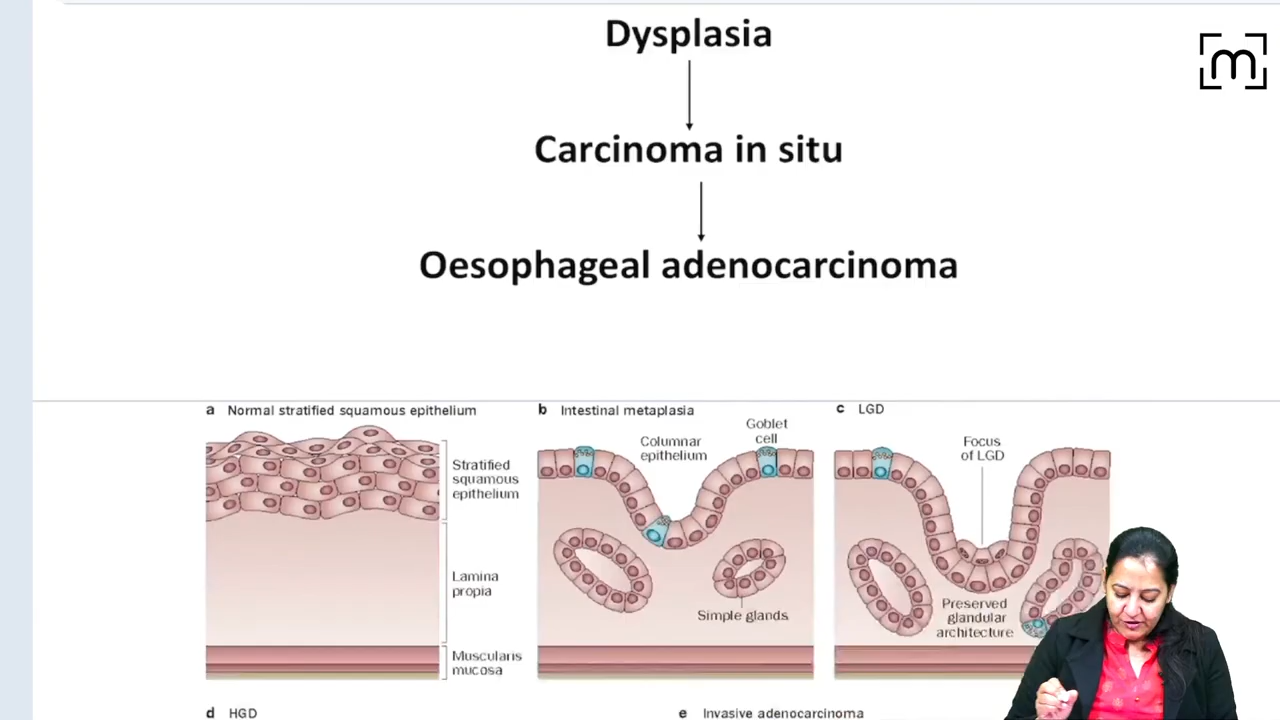 Dysplasia
Carcinoma in situ
Oesophageal adenocarcinoma
a Normal stratified squamous epithelium
Stratified
squamous
epithelium
Lamina
propia
Muscularis
mucosa
b Intestinal metaplasia
Columnar
epithelium
Goblet
cell
Simple glands
c LGD
Focus
of LGD
Preserved
glandular
architecture
d HGD
e Invasive adenocarcinoma
m